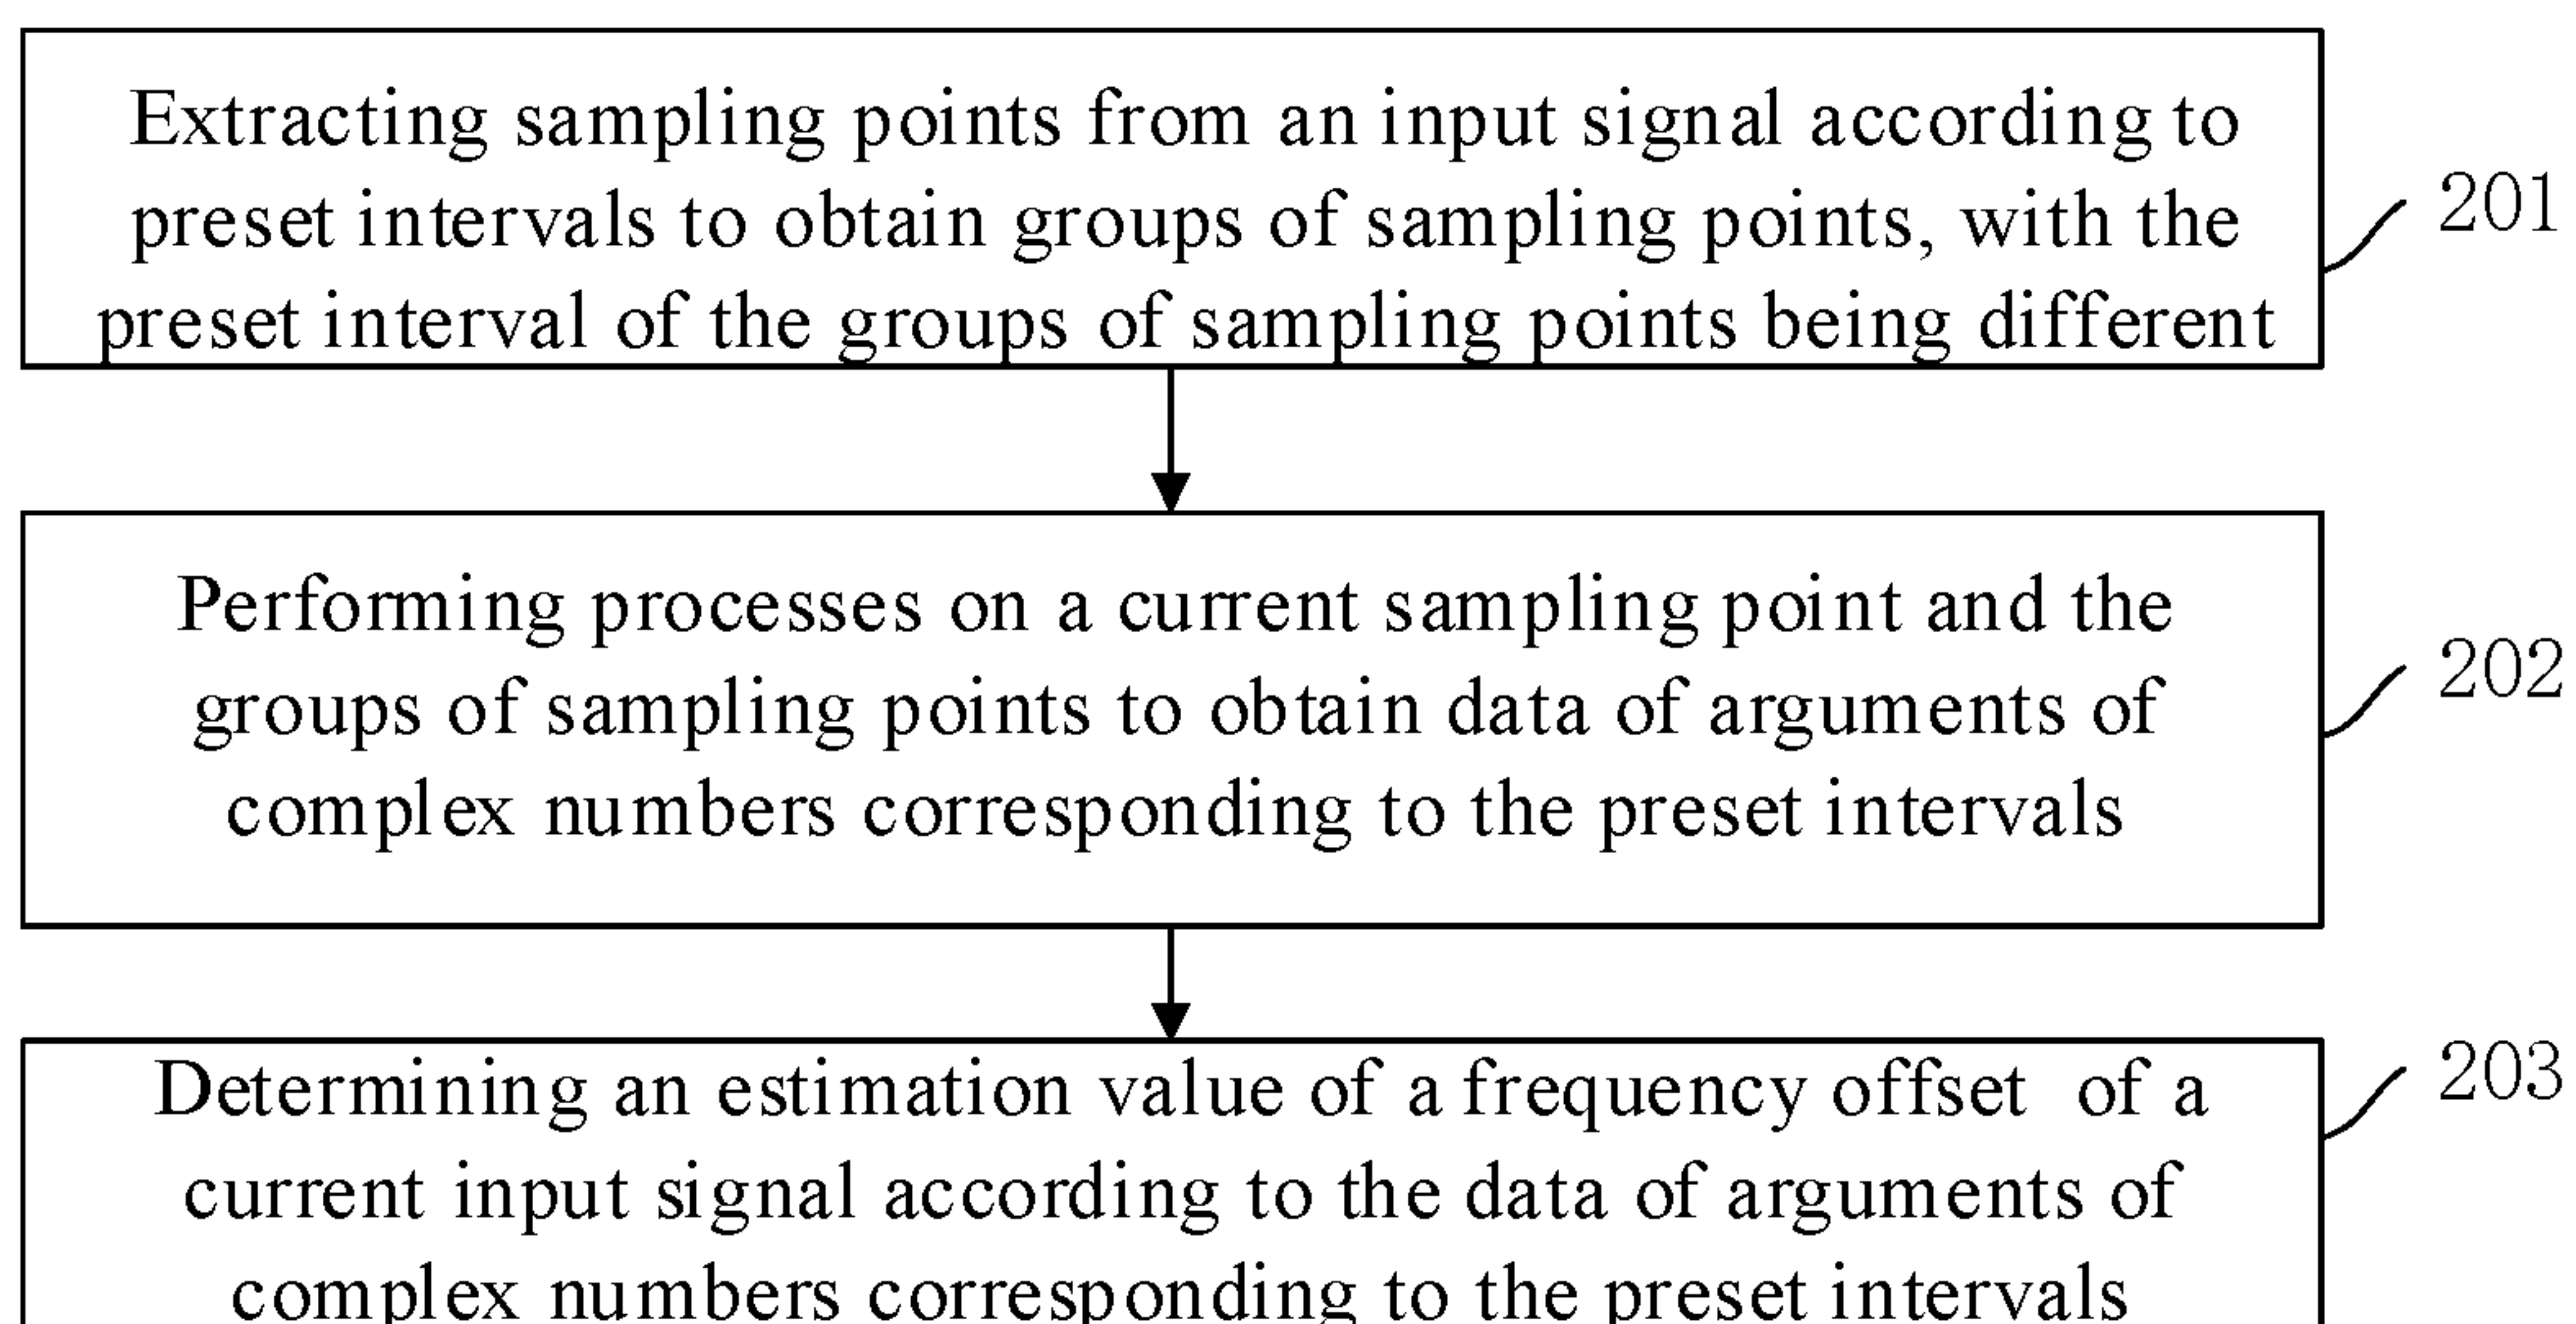 Extracting sampling points from an input signal according to
preset intervals to obtain groups of sampling points, with the
preset interval of the groups of sampling points being different
201
Performing processes on a current sampling point and the
groups of sampling points to obtain data of arguments of
complex numbers corresponding to the preset intervals
202
Determining an estimation value of a frequency offset of a
current input signal according to the data of arguments of
complex numbers corresponding to the preset intervals
203